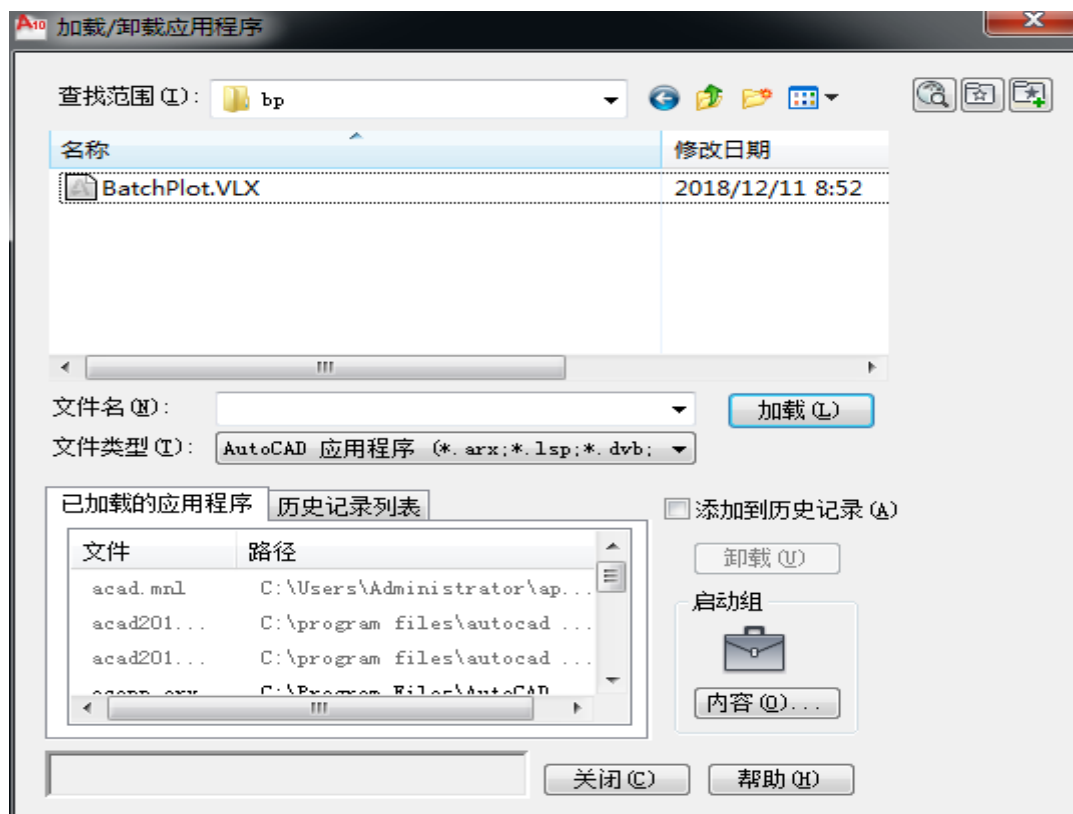 A10 加载/卸载应用程序
查找范围(I): bp
名称 修改日期
BatchPlot.VLX 2018/12/11 8:52
文件名(N): 加载(L)
文件类型(T): AutoCAD 应用程序 (*.arx;*.lsp;*.dvb;
已加载的应用程序 历史记录列表 添加到历史记录(A)
文件 路径 卸载(U)
acad.mnl C:\Users\Administrator\ap...
启动组
acad201... C:\program files\autocad ...
acad201... C:\program files\autocad ...
C:\Program Files\AutoCAD
内容(O)...
关闭(C) 帮助(H)